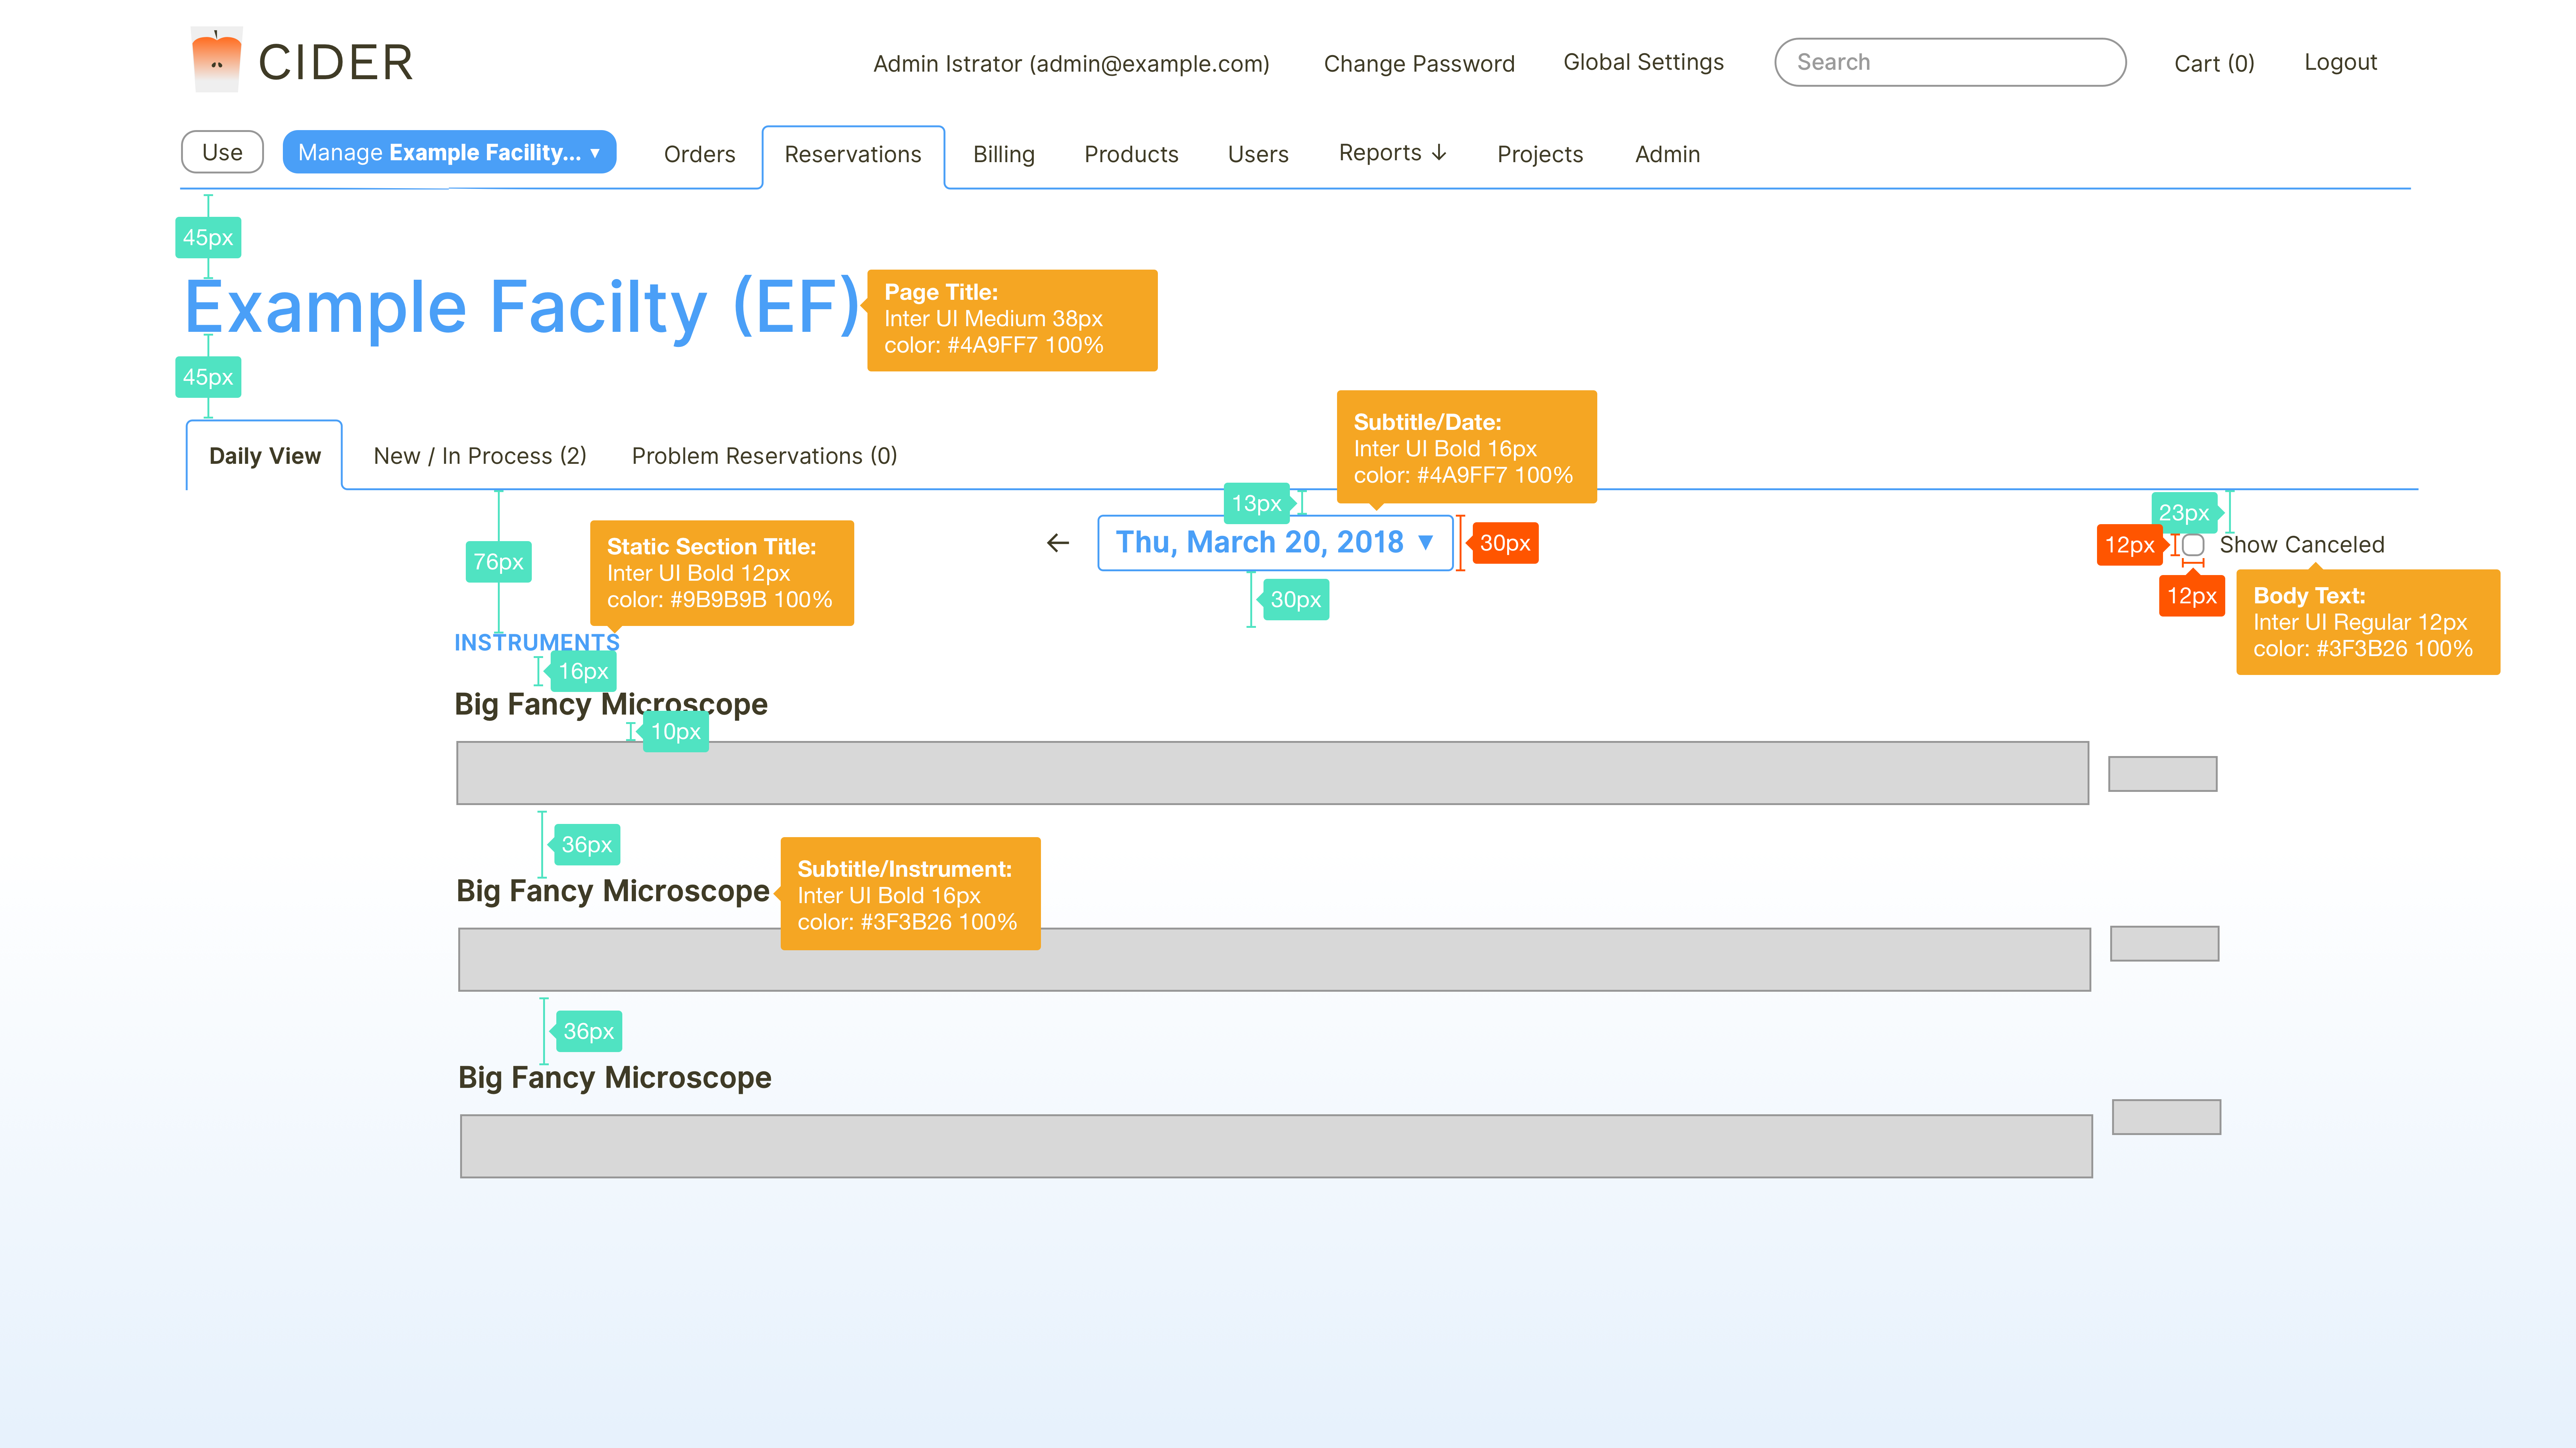 CIDER
Admin Istrator (admin@example.com)
Change Password
Global Settings
Search
Cart (0)
Logout
Use
Manage Example Facility... ▾
Orders
Reservations
Billing
Products
Users
Reports ↓
Projects
Admin
45px
Example Facilty (EF)
Page Title:
Inter UI Medium 38px
color: #4A9FF7 100%
45px
Daily View
New / In Process (2)
Problem Reservations (0)
Subtitle/Date:
Inter UI Bold 16px
color: #4A9FF7 100%
13px
23px
76px
Static Section Title:
Inter UI Bold 12px
color: #9B9B9B 100%
←
Thu, March 20, 2018 ▼
30px
30px
12px
Show Canceled
12px
Body Text:
Inter UI Regular 12px
color: #3F3B26 100%
INSTRUMENTS
16px
Big Fancy Microscope
10px
36px
Big Fancy Microscope
Subtitle/Instrument:
Inter UI Bold 16px
color: #3F3B26 100%
36px
Big Fancy Microscope